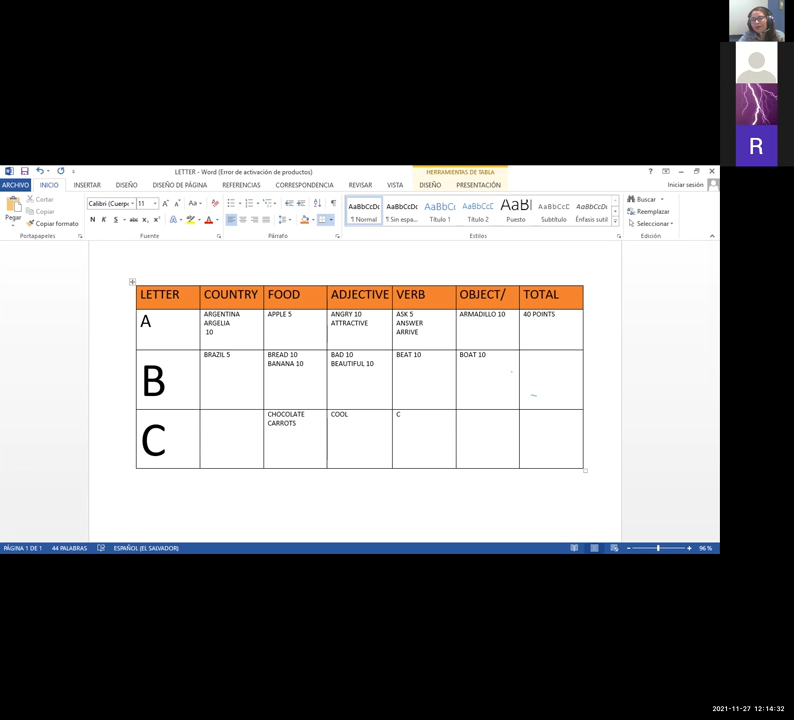 R
LETTER - Word (Error de activación de productos)
HERRAMIENTAS DE TABLA
ARCHIVO INICIO INSERTAR DISEÑO DISEÑO DE PÁGINA REFERENCIAS CORRESPONDENCIA REVISAR VISTA DISEÑO PRESENTACIÓN Iniciar sesión
Pegar
Cortar
Copiar
Copiar formato
Portapapeles
Calibri (Cuerpo 11
N K S abc x₂ x²
Fuente
Párrafo
AaBbCcDc AaBbCcDc AaBbCc AaBbCcC AaBl AaBbCcC AaBbCcDc
¶ Normal ¶ Sin espa... Título 1 Título 2 Puesto Subtítulo Énfasis sutil
Estilos
Buscar
Reemplazar
Seleccionar
Edición
LETTER COUNTRY FOOD ADJECTIVE VERB OBJECT/ TOTAL
A
ARGENTINA
ARGELIA
10
APPLE 5
ANGRY 10
ATTRACTIVE
ASK 5
ANSWER
ARRIVE
ARMADILLO 10
40 POINTS
B
BRAZIL 5
BREAD 10
BANANA 10
BAD 10
BEAUTIFUL 10
BEAT 10
BOAT 10
C
CHOCOLATE
CARROTS
COOL
C
PÁGINA 1 DE 1 44 PALABRAS ESPAÑOL (EL SALVADOR) 96 %
2021-11-27 12:14:32